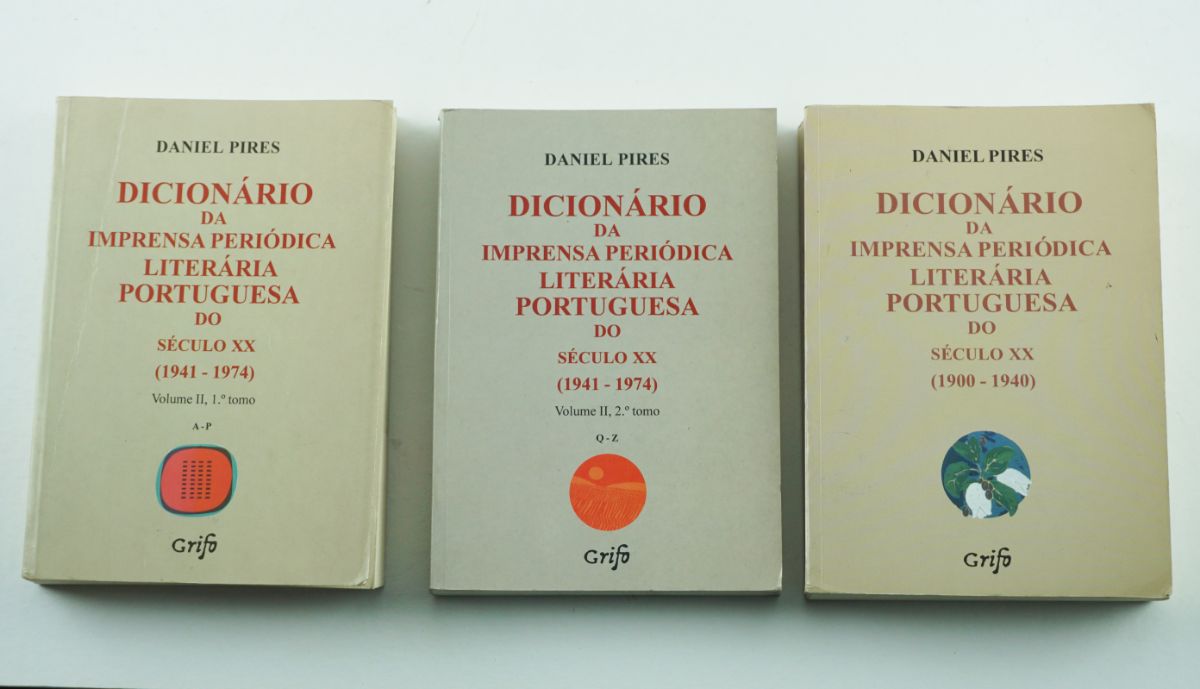 DANIEL PIRES
DICIONÁRIO
DA
IMPRENSA PERIÓDICA
LITERÁRIA
PORTUGUESA
DO
SÉCULO XX
(1941 - 1974)
Volume II, 1.º tomo
A - P
Grifo
DANIEL PIRES
DICIONÁRIO
DA
IMPRENSA PERIÓDICA
LITERÁRIA
PORTUGUESA
DO
SÉCULO XX
(1941 - 1974)
Volume II, 2.º tomo
Q - Z
Grifo
DANIEL PIRES
DICIONÁRIO
DA
IMPRENSA PERIÓDICA
LITERÁRIA
PORTUGUESA
DO
SÉCULO XX
(1900 - 1940)
Grifo